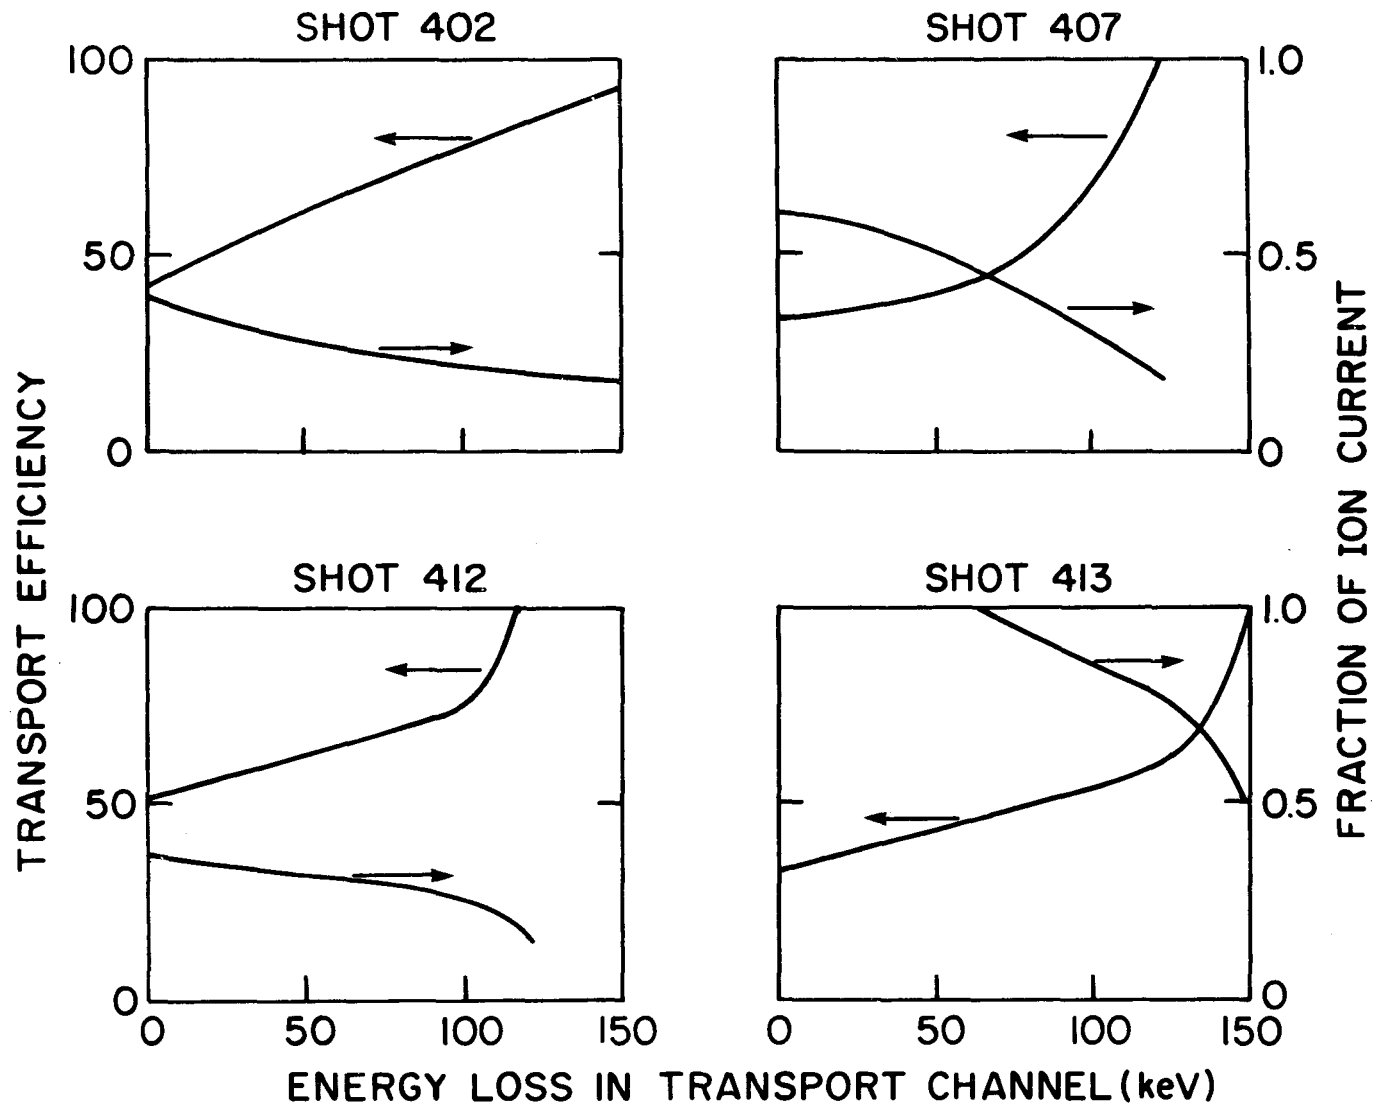 SHOT 402
SHOT 407
100
50
0
1.0
0.5
0
SHOT 412
SHOT 413
100
50
0
1.0
0.5
0
0 50 100 150
0 50 100 150
TRANSPORT EFFICIENCY
FRACTION OF ION CURRENT
ENERGY LOSS IN TRANSPORT CHANNEL (keV)